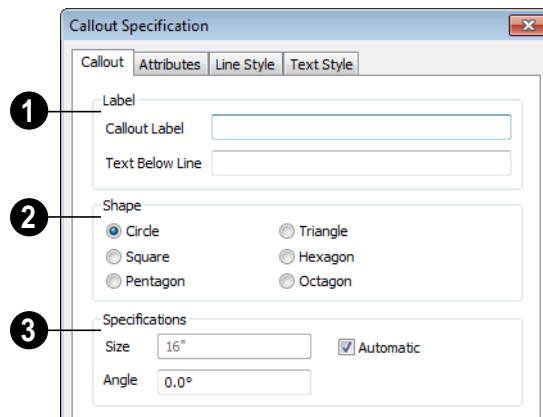 Callout Specification
Callout Attributes Line Style Text Style
1
Label
Callout Label
Text Below Line
2
Shape
Circle Triangle
Square Hexagon
Pentagon Octagon
3
Specifications
Size 16" Automatic
Angle 0.0°